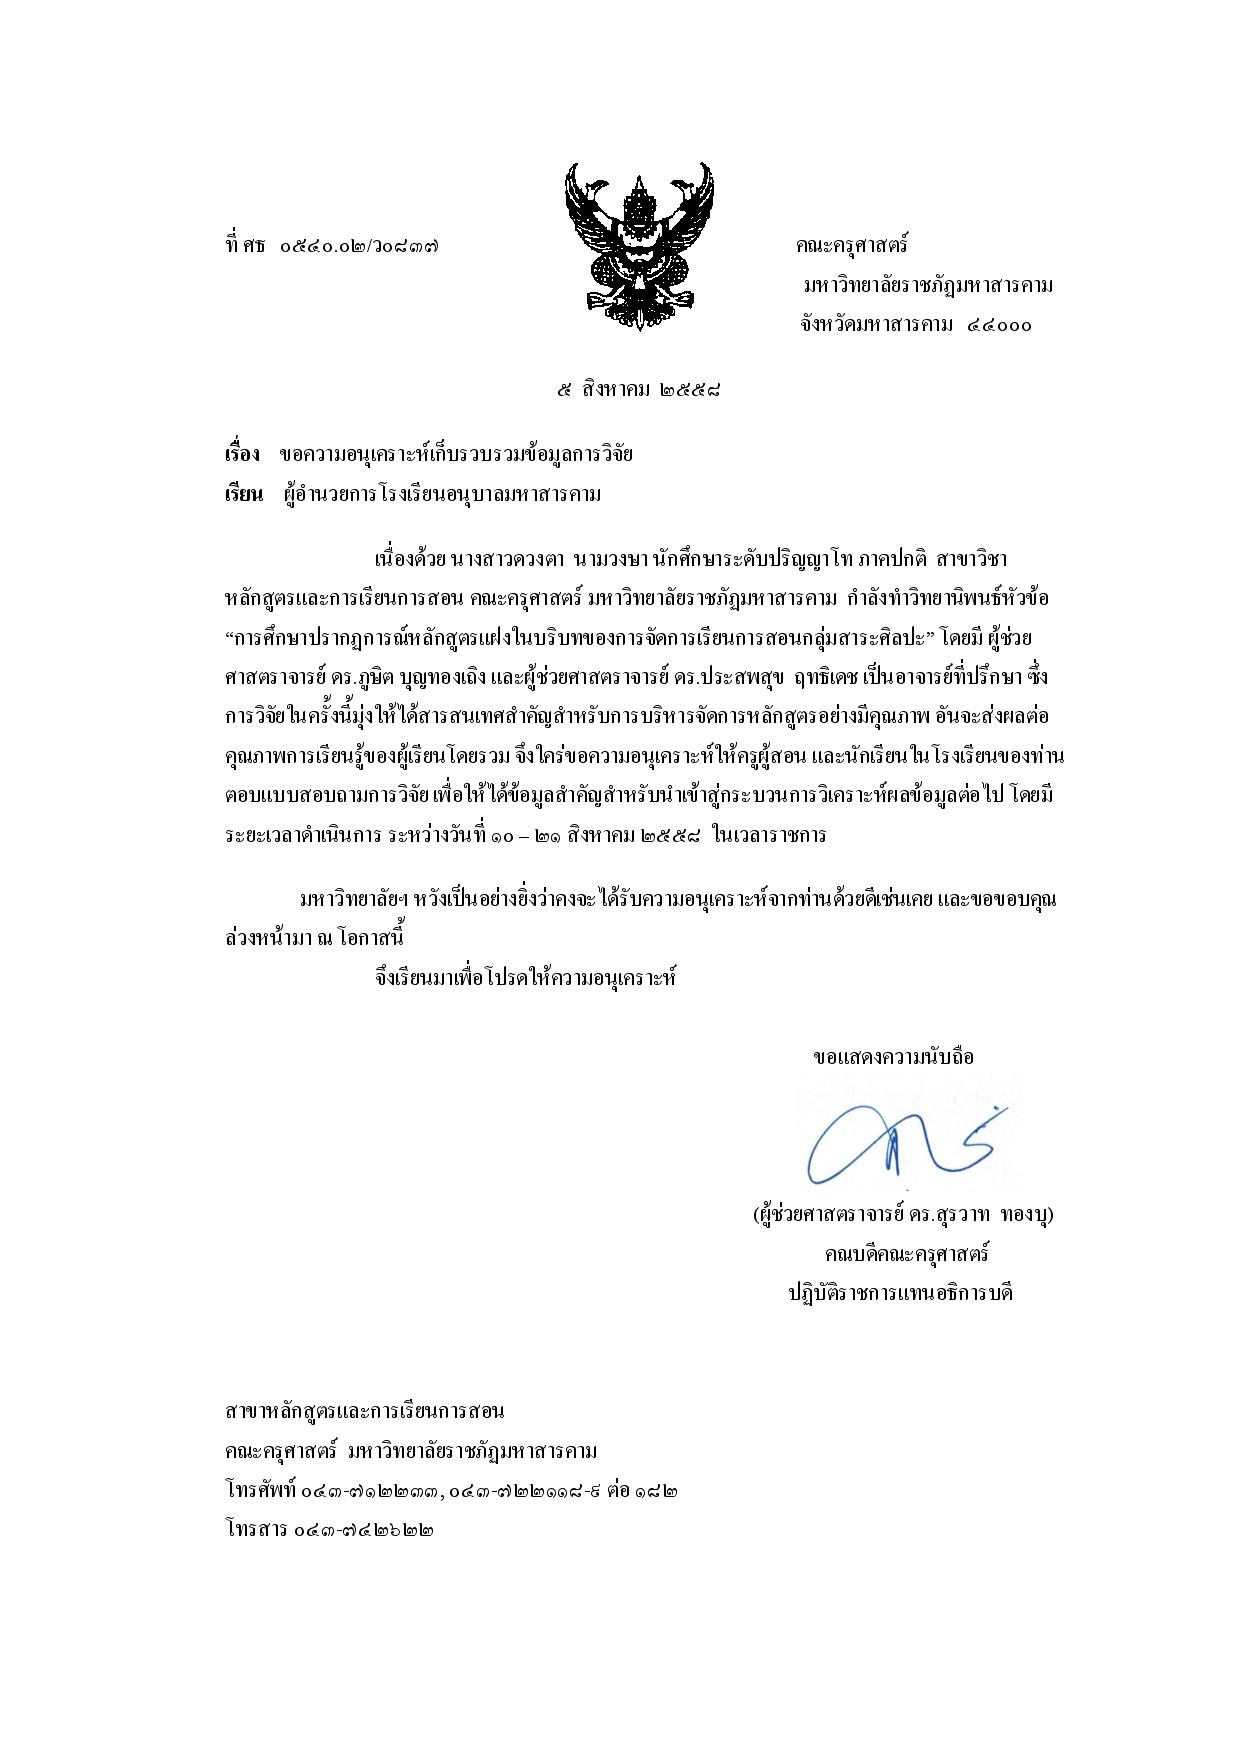 ที่ ศธ ๐๕๔๐.๐๒/ว๐๘๓๗
คณะครุศาสตร์
มหาวิทยาลัยราชภัฏมหาสารคาม
จังหวัดมหาสารคาม ๔๔๐๐๐
๕ สิงหาคม ๒๕๕๘
เรื่อง ขอความอนุเคราะห์เก็บรวบรวมข้อมูลการวิจัย
เรียน ผู้อำนวยการโรงเรียนอนุบาลมหาสารคาม
เนื่องด้วย นางสาวดวงตา นามวงษา นักศึกษาระดับปริญญาโท ภาคปกติ สาขาวิชา
หลักสูตรและการเรียนการสอน คณะครุศาสตร์ มหาวิทยาลัยราชภัฏมหาสารคาม กำลังทำวิทยานิพนธ์หัวข้อ
“การศึกษาปรากฏการณ์หลักสูตรแฝงในบริบทของการจัดการเรียนการสอนกลุ่มสาระศิลปะ” โดยมี ผู้ช่วย
ศาสตราจารย์ ดร.ภูษิต บุญทองเถิง และผู้ช่วยศาสตราจารย์ ดร.ประสพสุข ฤทธิเดช เป็นอาจารย์ที่ปรึกษา ซึ่ง
การวิจัยในครั้งนี้มุ่งให้ได้สารสนเทศสำคัญสำหรับการบริหารจัดการหลักสูตรอย่างมีคุณภาพ อันจะส่งผลต่อ
คุณภาพการเรียนรู้ของผู้เรียนโดยรวม จึงใคร่ขอความอนุเคราะห์ให้ครูผู้สอน และนักเรียนในโรงเรียนของท่าน
ตอบแบบสอบถามการวิจัย เพื่อให้ได้ข้อมูลสำคัญสำหรับนำเข้าสู่กระบวนการวิเคราะห์ผลข้อมูลต่อไป โดยมี
ระยะเวลาดำเนินการ ระหว่างวันที่ ๑๐ – ๒๑ สิงหาคม ๒๕๕๘ ในเวลาราชการ
มหาวิทยาลัยฯ หวังเป็นอย่างยิ่งว่าคงจะได้รับความอนุเคราะห์จากท่านด้วยดีเช่นเคย และขอขอบคุณ
ล่วงหน้ามา ณ โอกาสนี้
จึงเรียนมาเพื่อโปรดให้ความอนุเคราะห์
ขอแสดงความนับถือ
(ผู้ช่วยศาสตราจารย์ ดร.สุรวาท ทองบุ)
คณบดีคณะครุศาสตร์
ปฏิบัติราชการแทนอธิการบดี
สาขาหลักสูตรและการเรียนการสอน
คณะครุศาสตร์ มหาวิทยาลัยราชภัฏมหาสารคาม
โทรศัพท์ ๐๔๓-๗๑๒๒๓๓, ๐๔๓-๗๒๒๑๑๘-๙ ต่อ ๑๘๒
โทรสาร ๐๔๓-๗๔๒๖๒๒